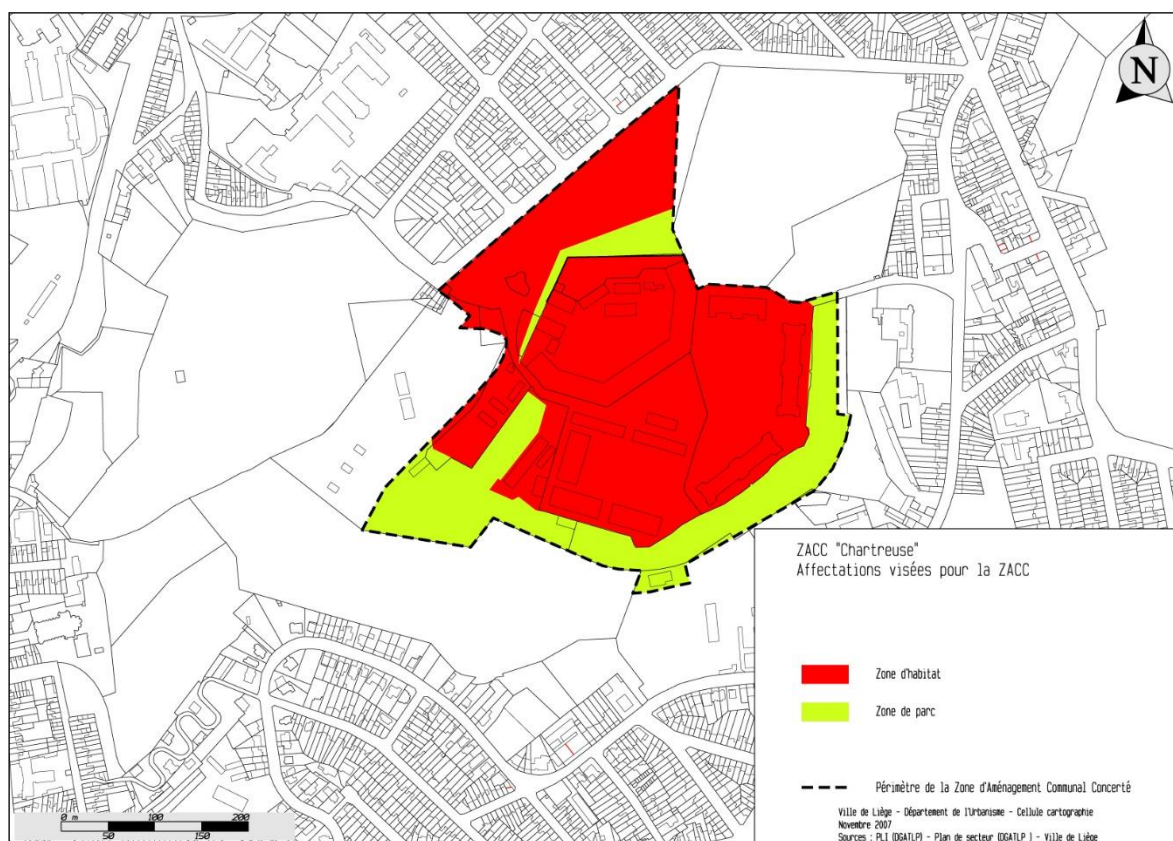 N
ZACC "Chartreuse"
Affectations visées pour la ZACC
Zone d'habitat
Zone de parc
Périmètre de la Zone d'Aménagement Communal Concerté
Ville de Liège - Département de l'Urbanisme - Cellule cartographie
Novembre 2007
Sources : PLI (DGATLP) - Plan de secteur (DGATLP ) - Ville de Liège
0 m 100 200
50 150